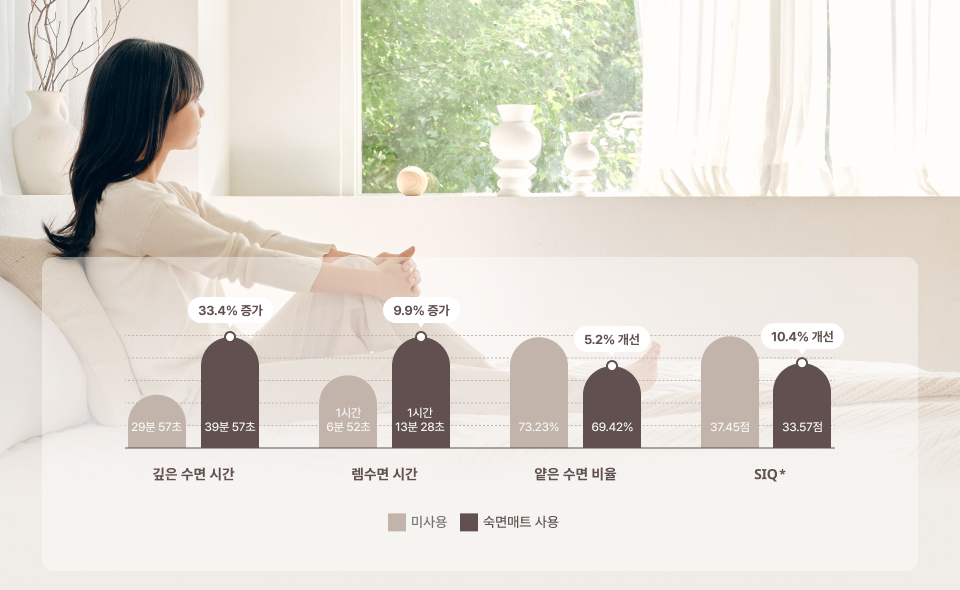 33.4% 증가
9.9% 증가
5.2% 개선
10.4% 개선
29분 57초
39분 57초
1시간
6분 52초
1시간
13분 28초
73.23%
69.42%
37.45점
33.57점
깊은 수면 시간
렘수면 시간
얕은 수면 비율
SIQ*
미사용
숙면매트 사용